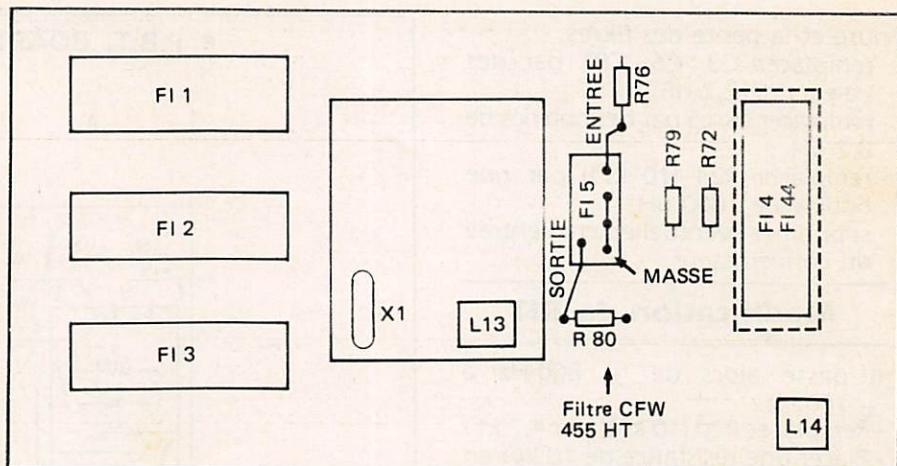 FI 1
FI 2
FI 3
X1
L13
ENTREE
R76
FI 5
SORTIE
MASSE
R 80
R79
R72
FI 4
FI 44
Filtre CFW
455 HT
L14